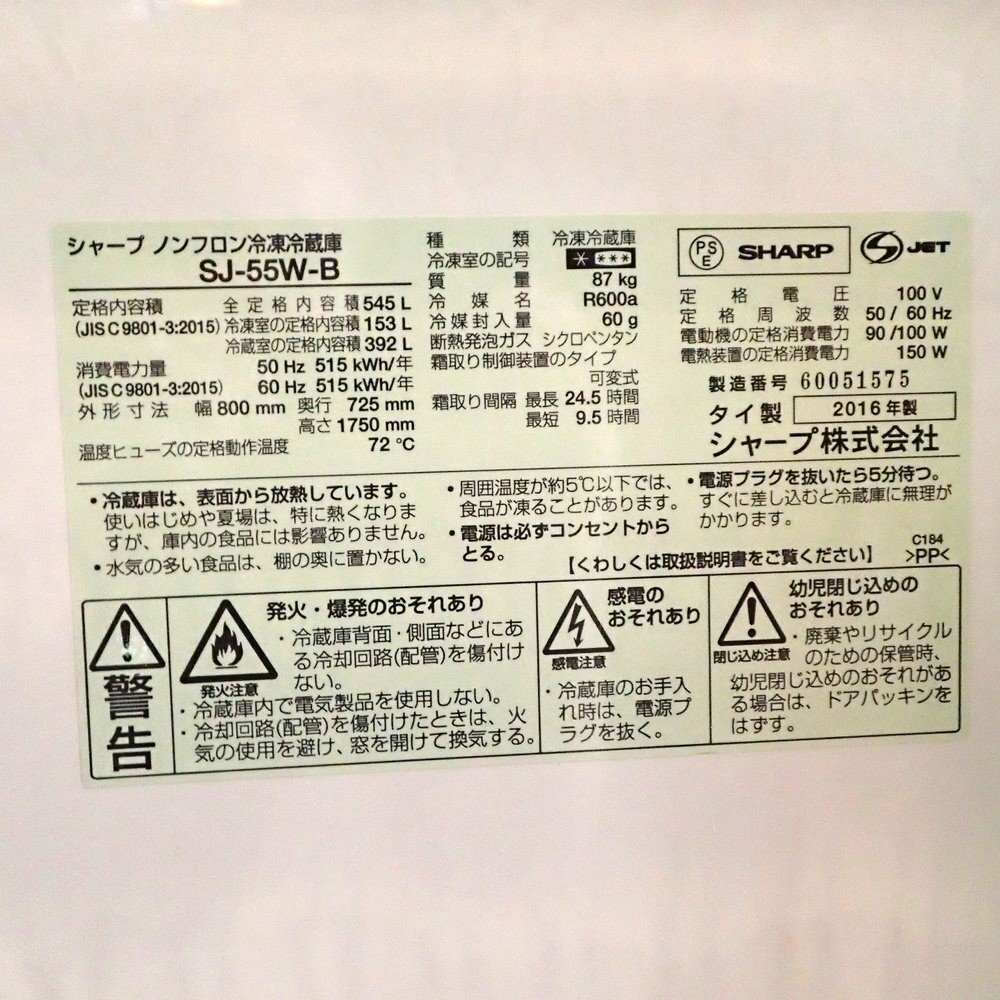 シャープ ノンフロン冷凍冷蔵庫
SJ-55W-B
定格内容積 全定格内容積 545 L
(JIS C 9801-3:2015) 冷凍室の定格内容積 153 L
冷蔵室の定格内容積 392 L
消費電力量 50 Hz 515 kWh/年
(JIS C 9801-3:2015) 60 Hz 515 kWh/年
外形寸法 幅 800 mm 奥行 725 mm
高さ 1750 mm
温度ヒューズの定格動作温度 72 ℃
種類 冷凍冷蔵庫
冷凍室の記号 * ***
質量 87 kg
冷媒名 R600a
冷媒封入量 60 g
断熱発泡ガス シクロペンタン
霜取り制御装置のタイプ
可変式
霜取り間隔 最長 24.5 時間
最短 9.5 時間
PSE SHARP S JET
定格電圧 100 V
定格周波数 50 / 60 Hz
電動機の定格消費電力 90 /100 W
電熱装置の定格消費電力 150 W
製造番号 60051575
タイ製 2016 年製
シャープ株式会社
・冷蔵庫は、表面から放熱しています。
使いはじめや夏場は、特に熱くなりま
すが、庫内の食品には影響ありません。
・水気の多い食品は、棚の奥に置かない。
・周囲温度が約5℃以下では、
食品が凍ることがあります。
・電源は必ずコンセントから
とる。
・電源プラグを抜いたら5分待つ。
すぐに差し込むと冷蔵庫に無理が
かかります。
【くわしくは取扱説明書をご覧ください】
C184
>PP<
警告
発火注意
発火・爆発のおそれあり
・冷蔵庫背面・側面などにあ
る冷却回路(配管)を傷付け
ない。
・冷蔵庫内で電気製品を使用しない。
・冷却回路(配管)を傷付けたときは、火
気の使用を避け、窓を開けて換気する。
感電注意
感電の
おそれあり
・冷蔵庫のお手入
れ時は、電源プ
ラグを抜く。
閉じ込め注意
幼児閉じ込めの
おそれあり
・廃棄やリサイクル
のための保管時、
幼児閉じ込めのおそれがあ
る場合は、ドアパッキンを
はずす。